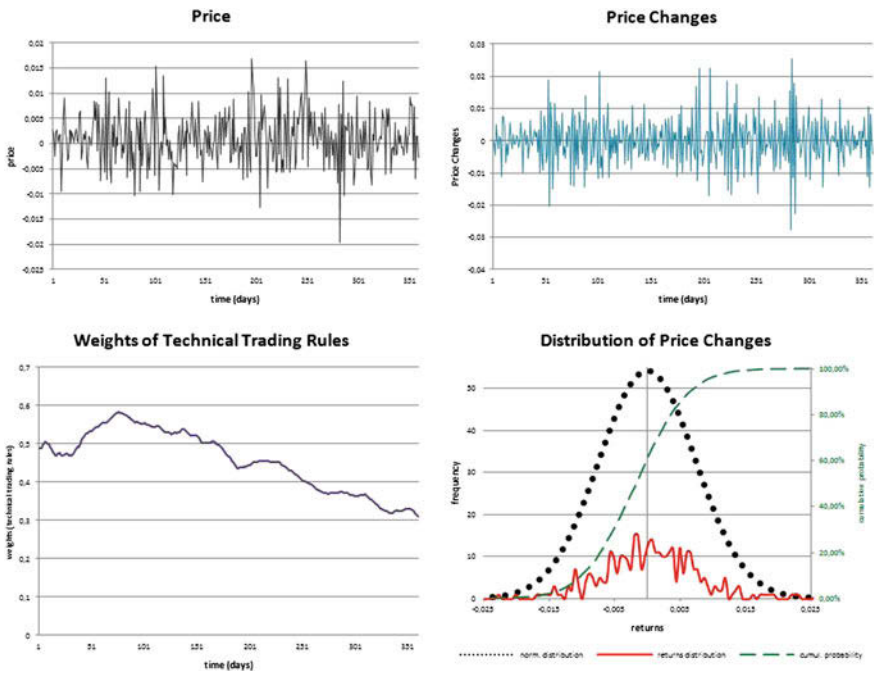 Price
0,02
0,015
0,01
0,005
0
-0,005
-0,01
-0,015
-0,02
-0,025
price
1 51 101 151 201 251 301 351
time (days)
Price Changes
0,03
0,02
0,01
0
-0,01
-0,02
-0,03
-0,04
Price Changes
1 51 101 151 201 251 301 351
time (days)
Weights of Technical Trading Rules
0,7
0,6
0,5
0,4
0,3
0,2
0,1
0
weights (technical trading rules)
1 51 101 151 201 251 301 351
time (days)
Distribution of Price Changes
50
40
30
20
10
0
frequency
100,00%
80,00%
60,00%
40,00%
20,00%
0,00%
cumulative probability
-0,025 -0,015 -0,005 0,005 0,015 0,025
returns
norm. distribution returns distribution cumul. probability